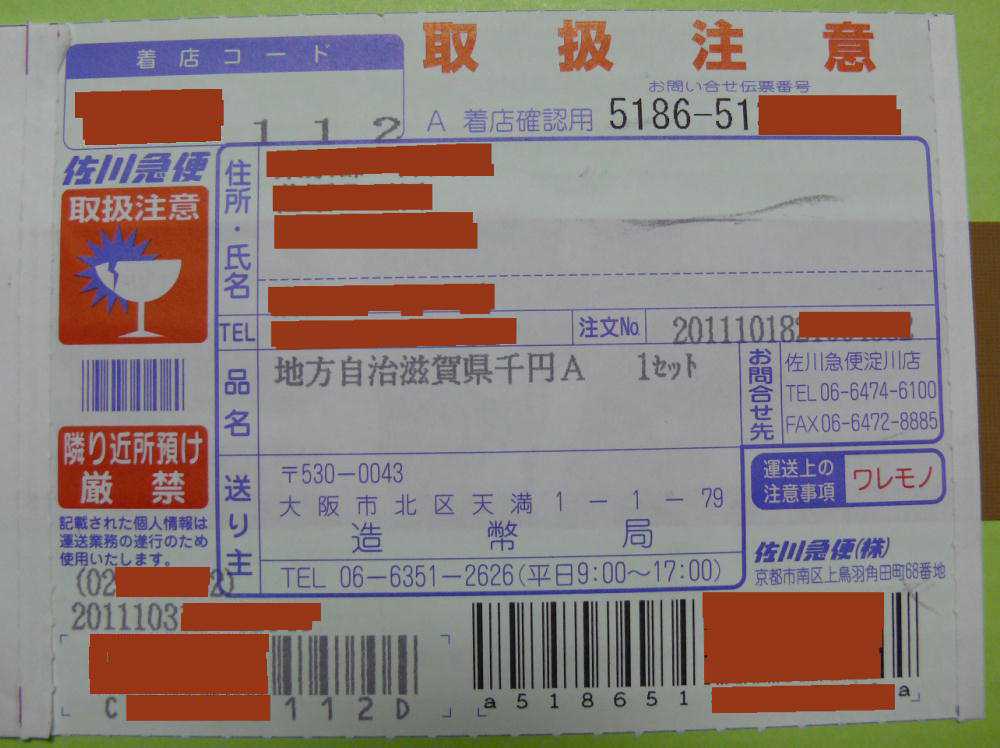 取扱注意
着店コード
お問い合せ伝票番号
112
A 着店確認用 5186-51
佐川急便
取扱注意
住所・氏名
TEL
注文No.
201110182
品名
地方自治滋賀県千円A 1セット
お問合せ先
佐川急便淀川店
TEL 06-6474-6100
FAX 06-6472-8885
隣り近所預け
厳禁
記載された個人情報は
運送業務の遂行のため
使用いたします。
送り主
〒530-0043
大阪市北区天満1-1-79
造幣局
TEL 06-6351-2626(平日9:00~17:00)
運送上の
注意事項
ワレモノ
佐川急便(株)
京都市南区上鳥羽角田町68番地
(02 2)
2011103
C 112D
a518651 a